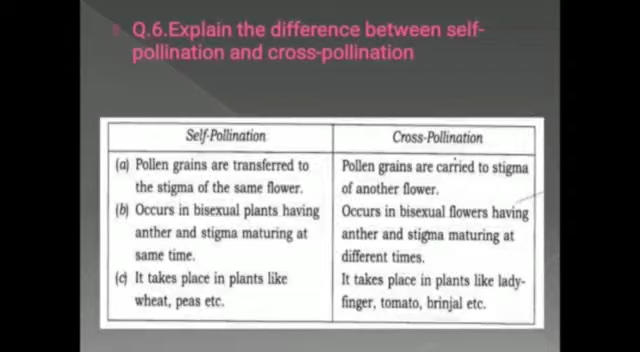 Q.6.Explain the difference between self-
pollination and cross-pollination
Self-Pollination
Cross-Pollination
(a) Pollen grains are transferred to
the stigma of the same flower.
Pollen grains are carried to stigma
of another flower.
(b) Occurs in bisexual plants having
anther and stigma maturing at
same time.
Occurs in bisexual flowers having
anther and stigma maturing at
different times.
(c) It takes place in plants like
wheat, peas etc.
It takes place in plants like lady-
finger, tomato, brinjal etc.